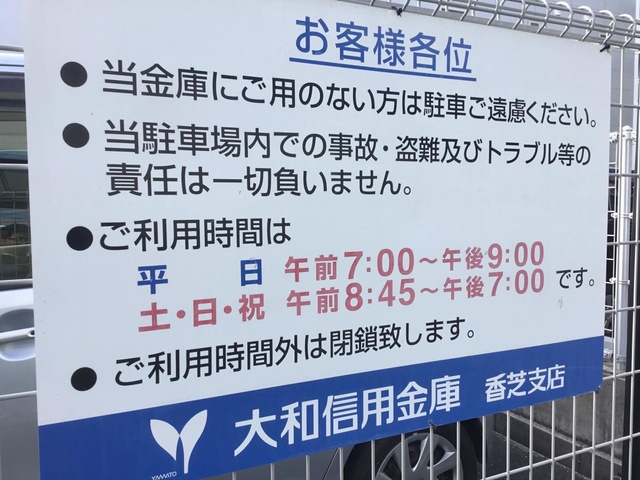 お客様各位
●当金庫にご用のない方は駐車ご遠慮ください。
●当駐車場内での事故・盗難及びトラブル等の
責任は一切負いません。
●ご利用時間は
平 日 午前7:00～午後9:00
土・日・祝 午前8:45～午後7:00 です。
●ご利用時間外は閉鎖致します。
YAMATO 大和信用金庫 香芝支店